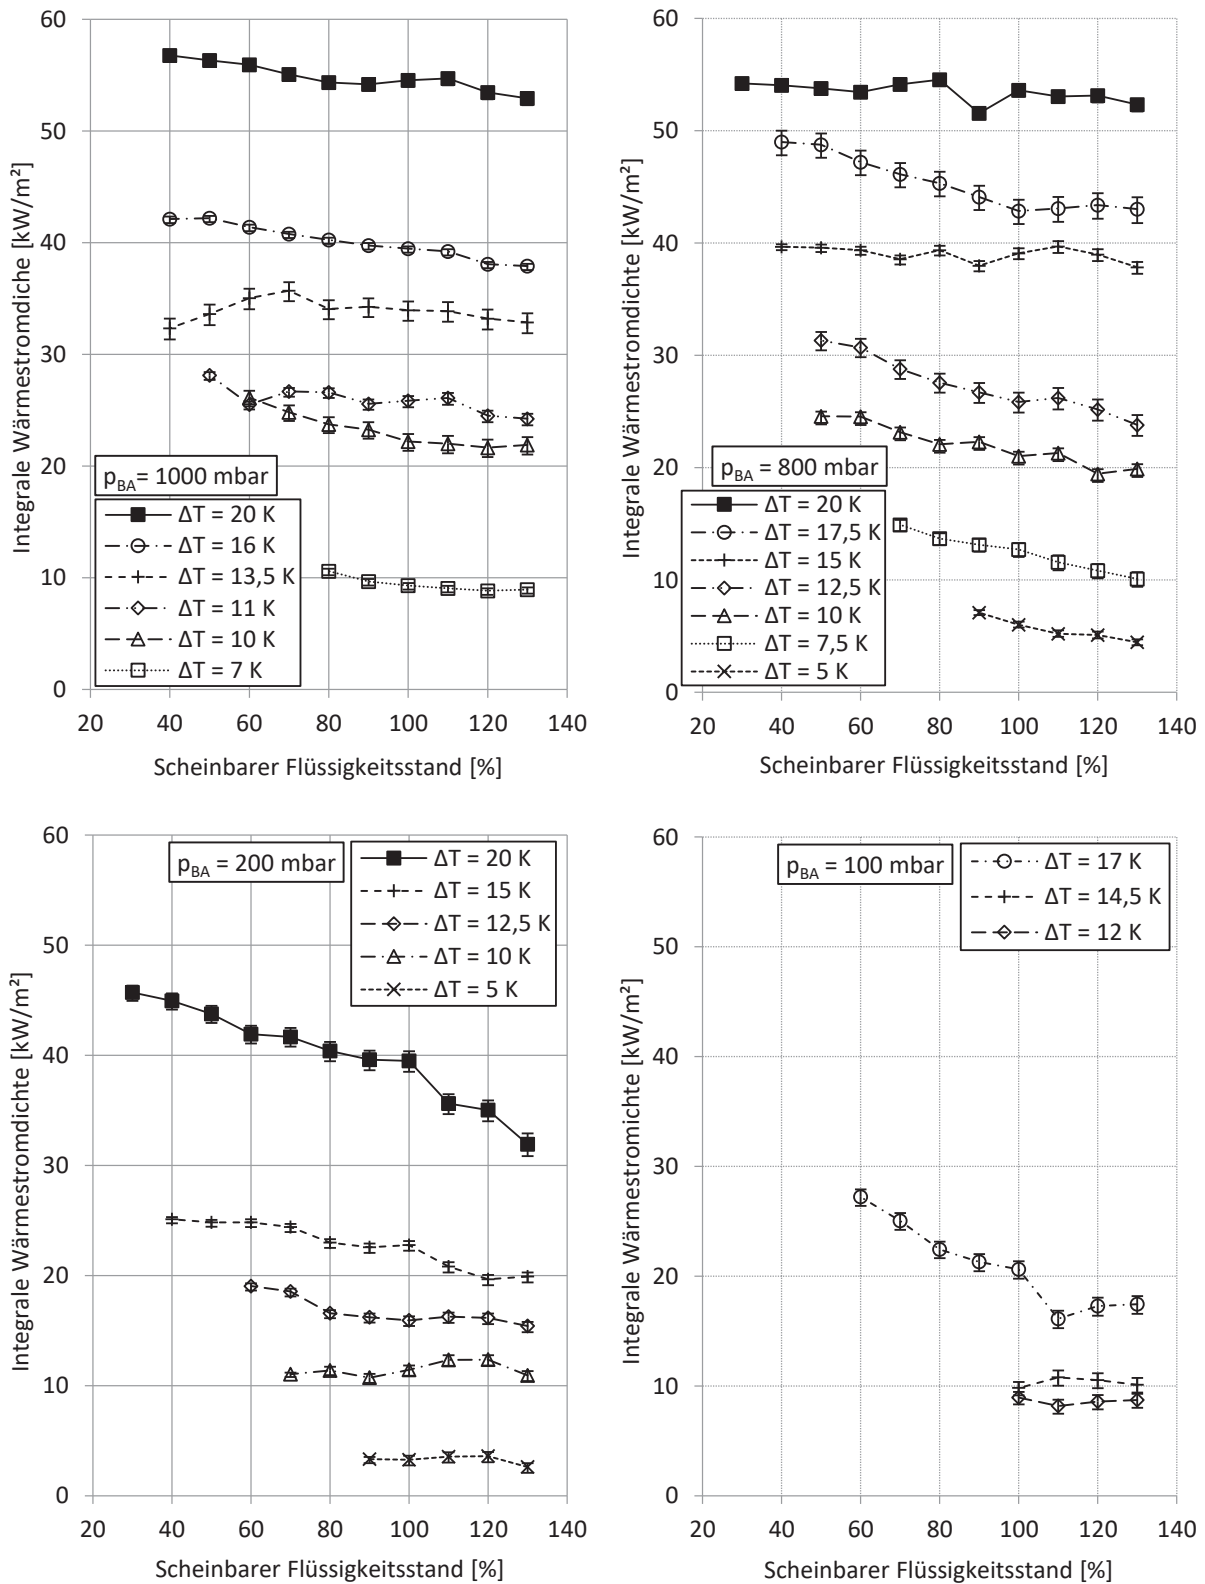 60
50
40
30
20
10
0
Integrale Wärmestromdiche [kW/m²]
p_BA = 1000 mbar
ΔT = 20 K
ΔT = 16 K
ΔT = 13,5 K
ΔT = 11 K
ΔT = 10 K
ΔT = 7 K
20 40 60 80 100 120 140
Scheinbarer Flüssigkeitsstand [%]
60
50
40
30
20
10
0
Integrale Wärmestromdichte [kW/m²]
p_BA = 800 mbar
ΔT = 20 K
ΔT = 17,5 K
ΔT = 15 K
ΔT = 12,5 K
ΔT = 10 K
ΔT = 7,5 K
ΔT = 5 K
20 40 60 80 100 120 140
Scheinbarer Flüssigkeitsstand [%]
60
50
40
30
20
10
0
Integrale Wärmestromdichte [kW/m²]
p_BA = 200 mbar
ΔT = 20 K
ΔT = 15 K
ΔT = 12,5 K
ΔT = 10 K
ΔT = 5 K
20 40 60 80 100 120 140
Scheinbarer Flüssigkeitsstand [%]
60
50
40
30
20
10
0
Integrale Wärmestromichte [kW/m²]
p_BA = 100 mbar
ΔT = 17 K
ΔT = 14,5 K
ΔT = 12 K
20 40 60 80 100 120 140
Scheinbarer Flüssigkeitsstand [%]